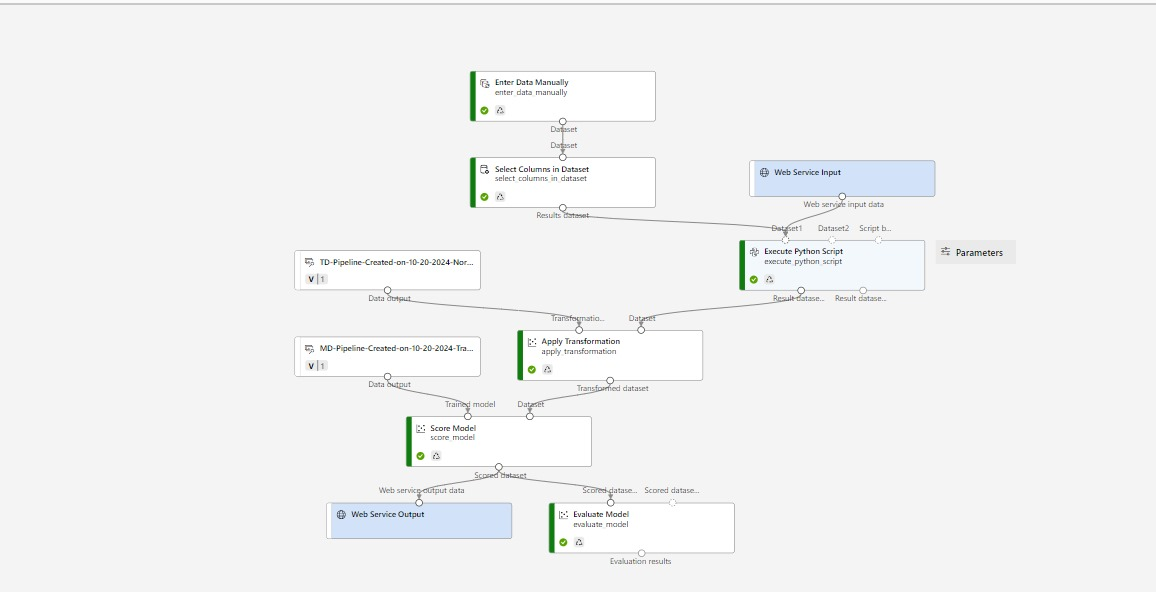 Enter Data Manually
enter_data_manually
Dataset
Dataset
Select Columns in Dataset
select_columns_in_dataset
Results dataset
Web Service Input
Web service input data
Dataset1 Dataset2 Script b...
Execute Python Script
execute_python_script
Result datase... Result datase...
Parameters
TD-Pipeline-Created-on-10-20-2024-Nor...
V | 1
Data output
Transformatio... Dataset
Apply Transformation
apply_transformation
Transformed dataset
MD-Pipeline-Created-on-10-20-2024-Tra...
V | 1
Data output
Trained model Dataset
Score Model
score_model
Scored dataset
Web service output data
Web Service Output
Scored datase... Scored datase...
Evaluate Model
evaluate_model
Evaluation results